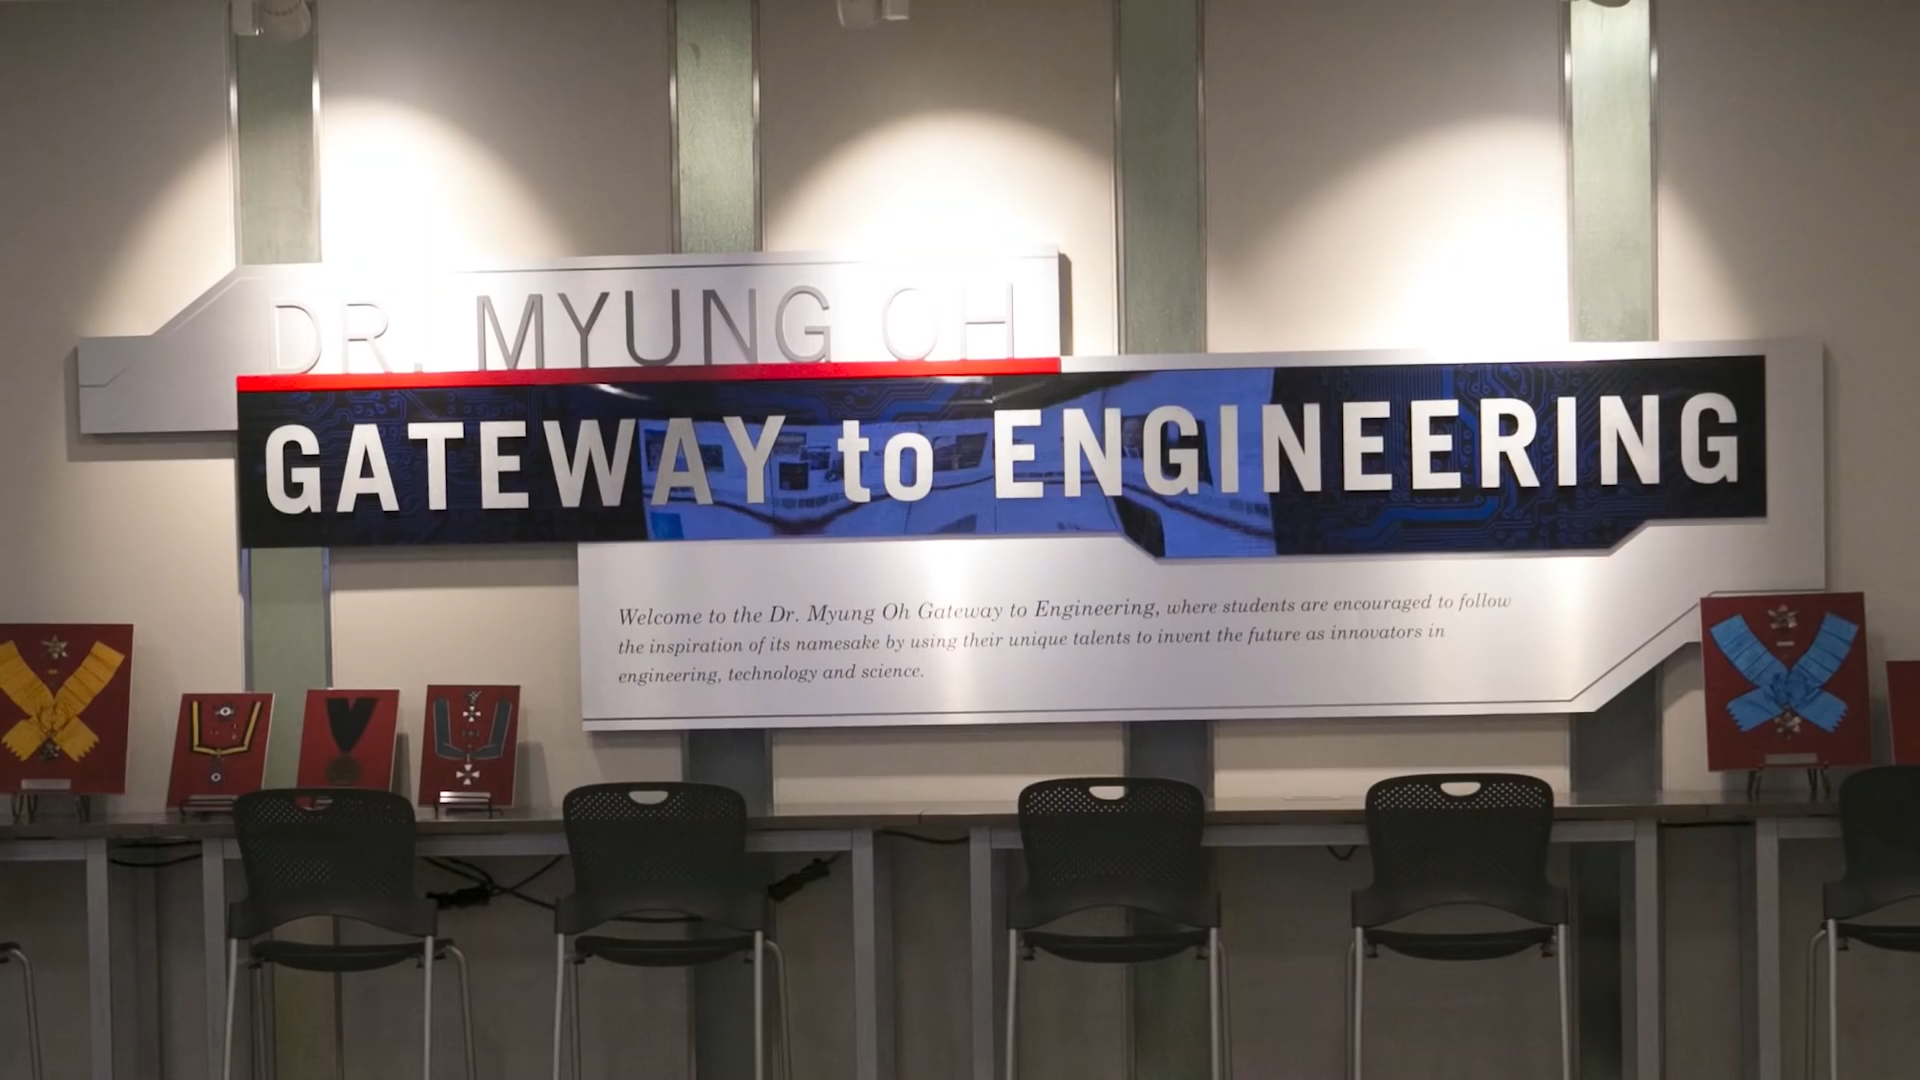 DR. MYUNG OH
GATEWAY to ENGINEERING
Welcome to the Dr. Myung Oh Gateway to Engineering, where students are encouraged to follow
the inspiration of its namesake by using their unique talents to invent the future as innovators in
engineering, technology and science.